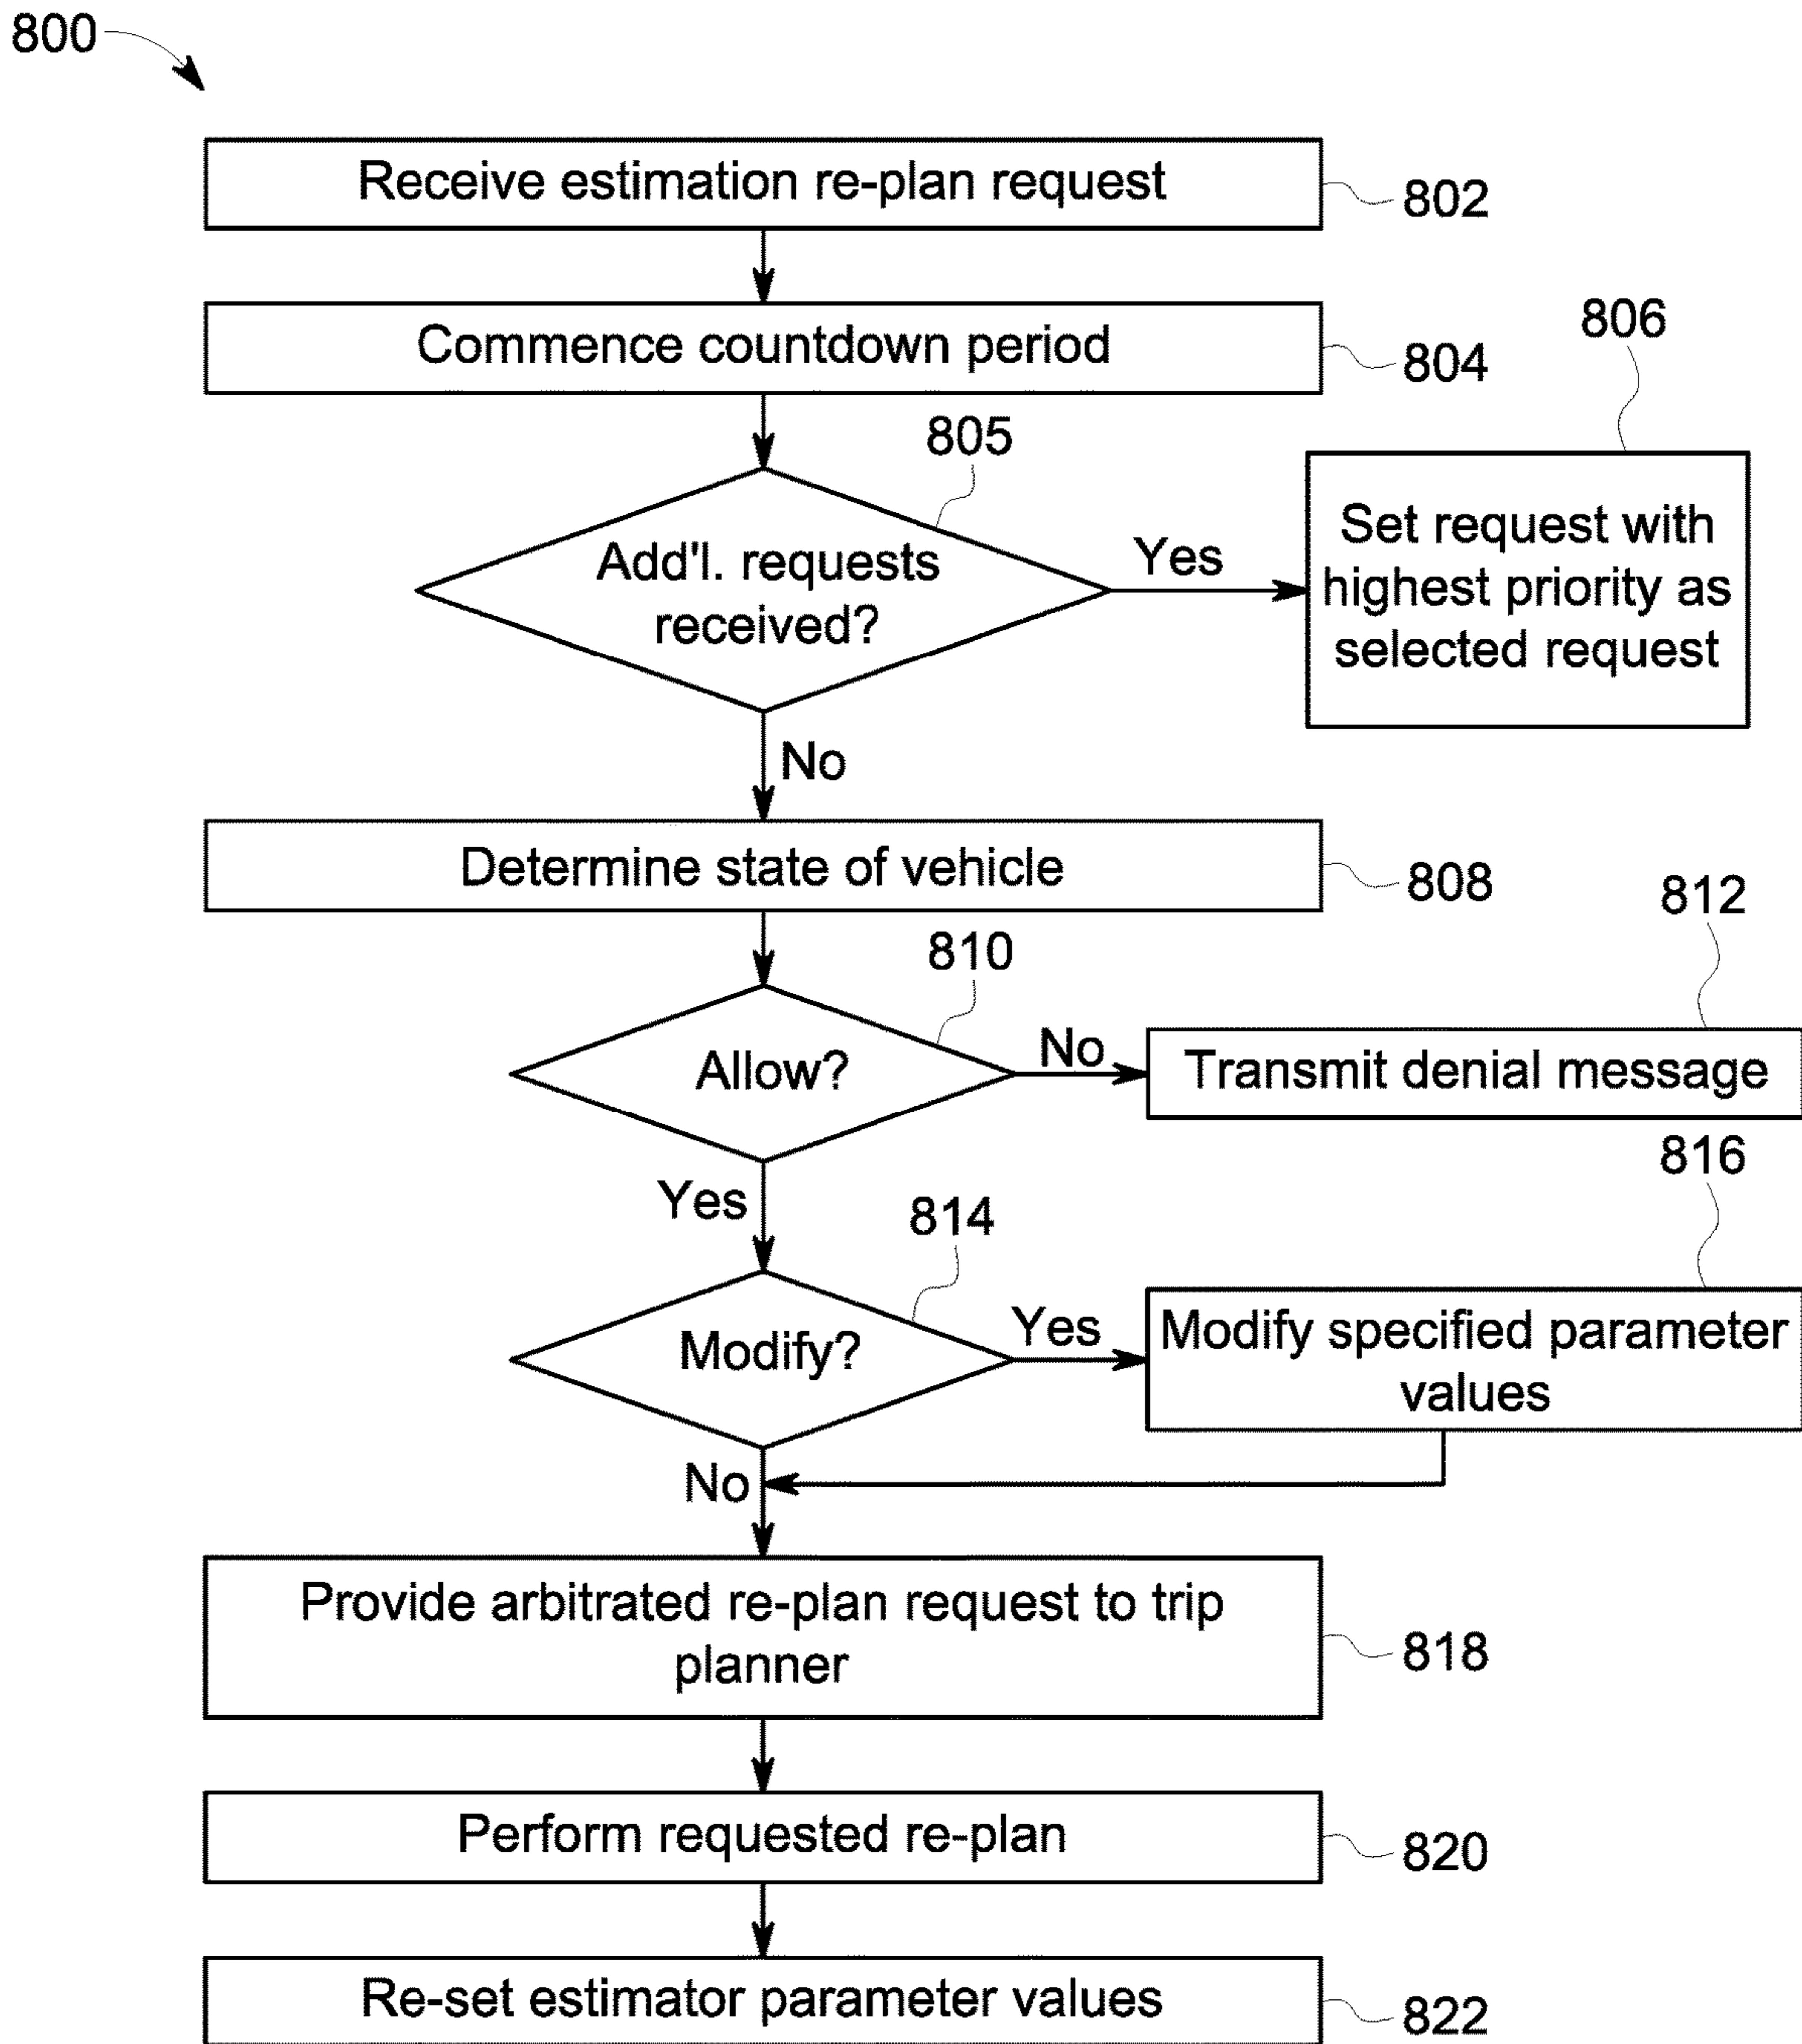 800
Receive estimation re-plan request
802
Commence countdown period
804
806
805
Add'l. requests
received?
Yes
Set request with
highest priority as
selected request
No
Determine state of vehicle
808
812
810
Allow?
No
Transmit denial message
816
Yes
814
Modify?
Yes
Modify specified parameter
values
No
Provide arbitrated re-plan request to trip
planner
818
Perform requested re-plan
820
Re-set estimator parameter values
822